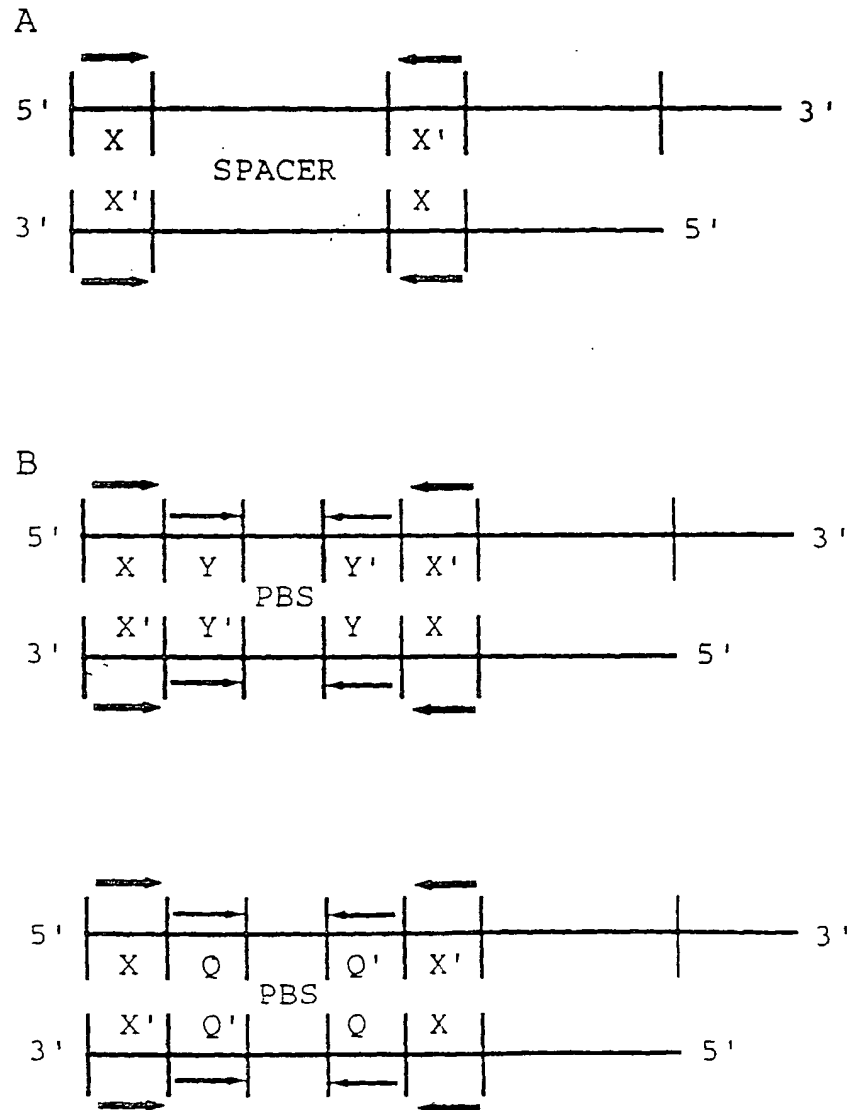 A
5' 3'
X X'
SPACER
X' X
3' 5'
B
5' 3'
X Y Y' X'
PBS
X' Y' Y X
3' 5'
5' 3'
X Q Q' X'
PBS
X' Q' Q X
3' 5'